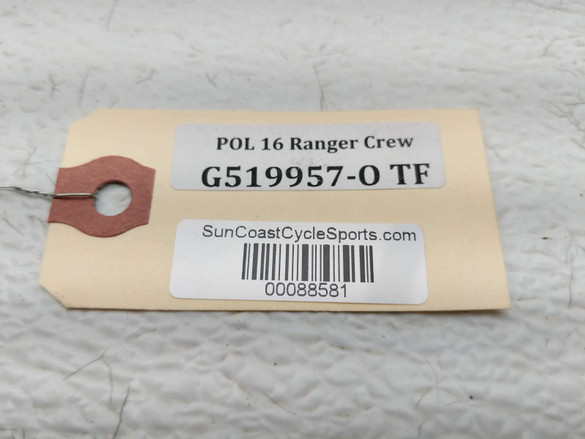 POL 16 Ranger Crew
G519957-O TF
SunCoastCycleSports.com
00088581